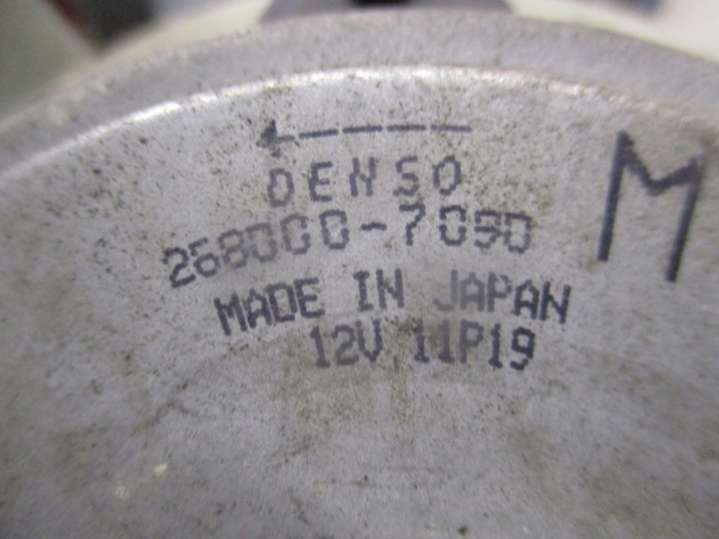 DENSO
268000-7090
MADE IN JAPAN
12V 11P19
M